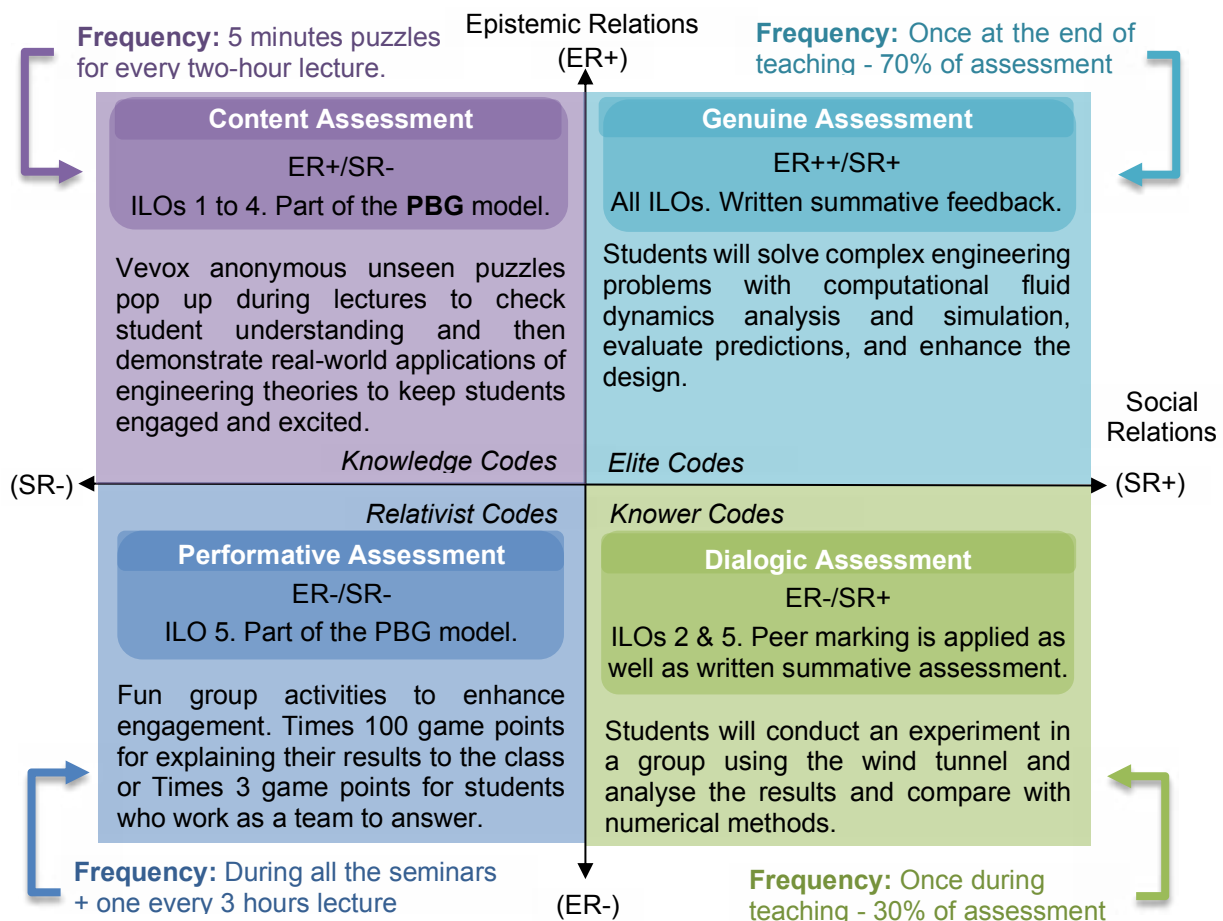 Epistemic Relations
(ER+)
Frequency: 5 minutes puzzles
for every two-hour lecture.
Frequency: Once at the end of
teaching - 70% of assessment
Content Assessment
ER+/SR-
ILOs 1 to 4. Part of the PBG model.
Vevox anonymous unseen puzzles
pop up during lectures to check
student understanding and then
demonstrate real-world applications of
engineering theories to keep students
engaged and excited.
Knowledge Codes
Genuine Assessment
ER++/SR+
All ILOs. Written summative feedback.
Students will solve complex engineering
problems with computational fluid
dynamics analysis and simulation,
evaluate predictions, and enhance the
design.
Elite Codes
Social
Relations
(SR+)
(SR-)
Relativist Codes
Performative Assessment
ER-/SR-
ILO 5. Part of the PBG model.
Fun group activities to enhance
engagement. Times 100 game points
for explaining their results to the class
or Times 3 game points for students
who work as a team to answer.
Knower Codes
Dialogic Assessment
ER-/SR+
ILOs 2 & 5. Peer marking is applied as
well as written summative assessment.
Students will conduct an experiment in
a group using the wind tunnel and
analyse the results and compare with
numerical methods.
Frequency: During all the seminars
+ one every 3 hours lecture
(ER-)
Frequency: Once during
teaching - 30% of assessment